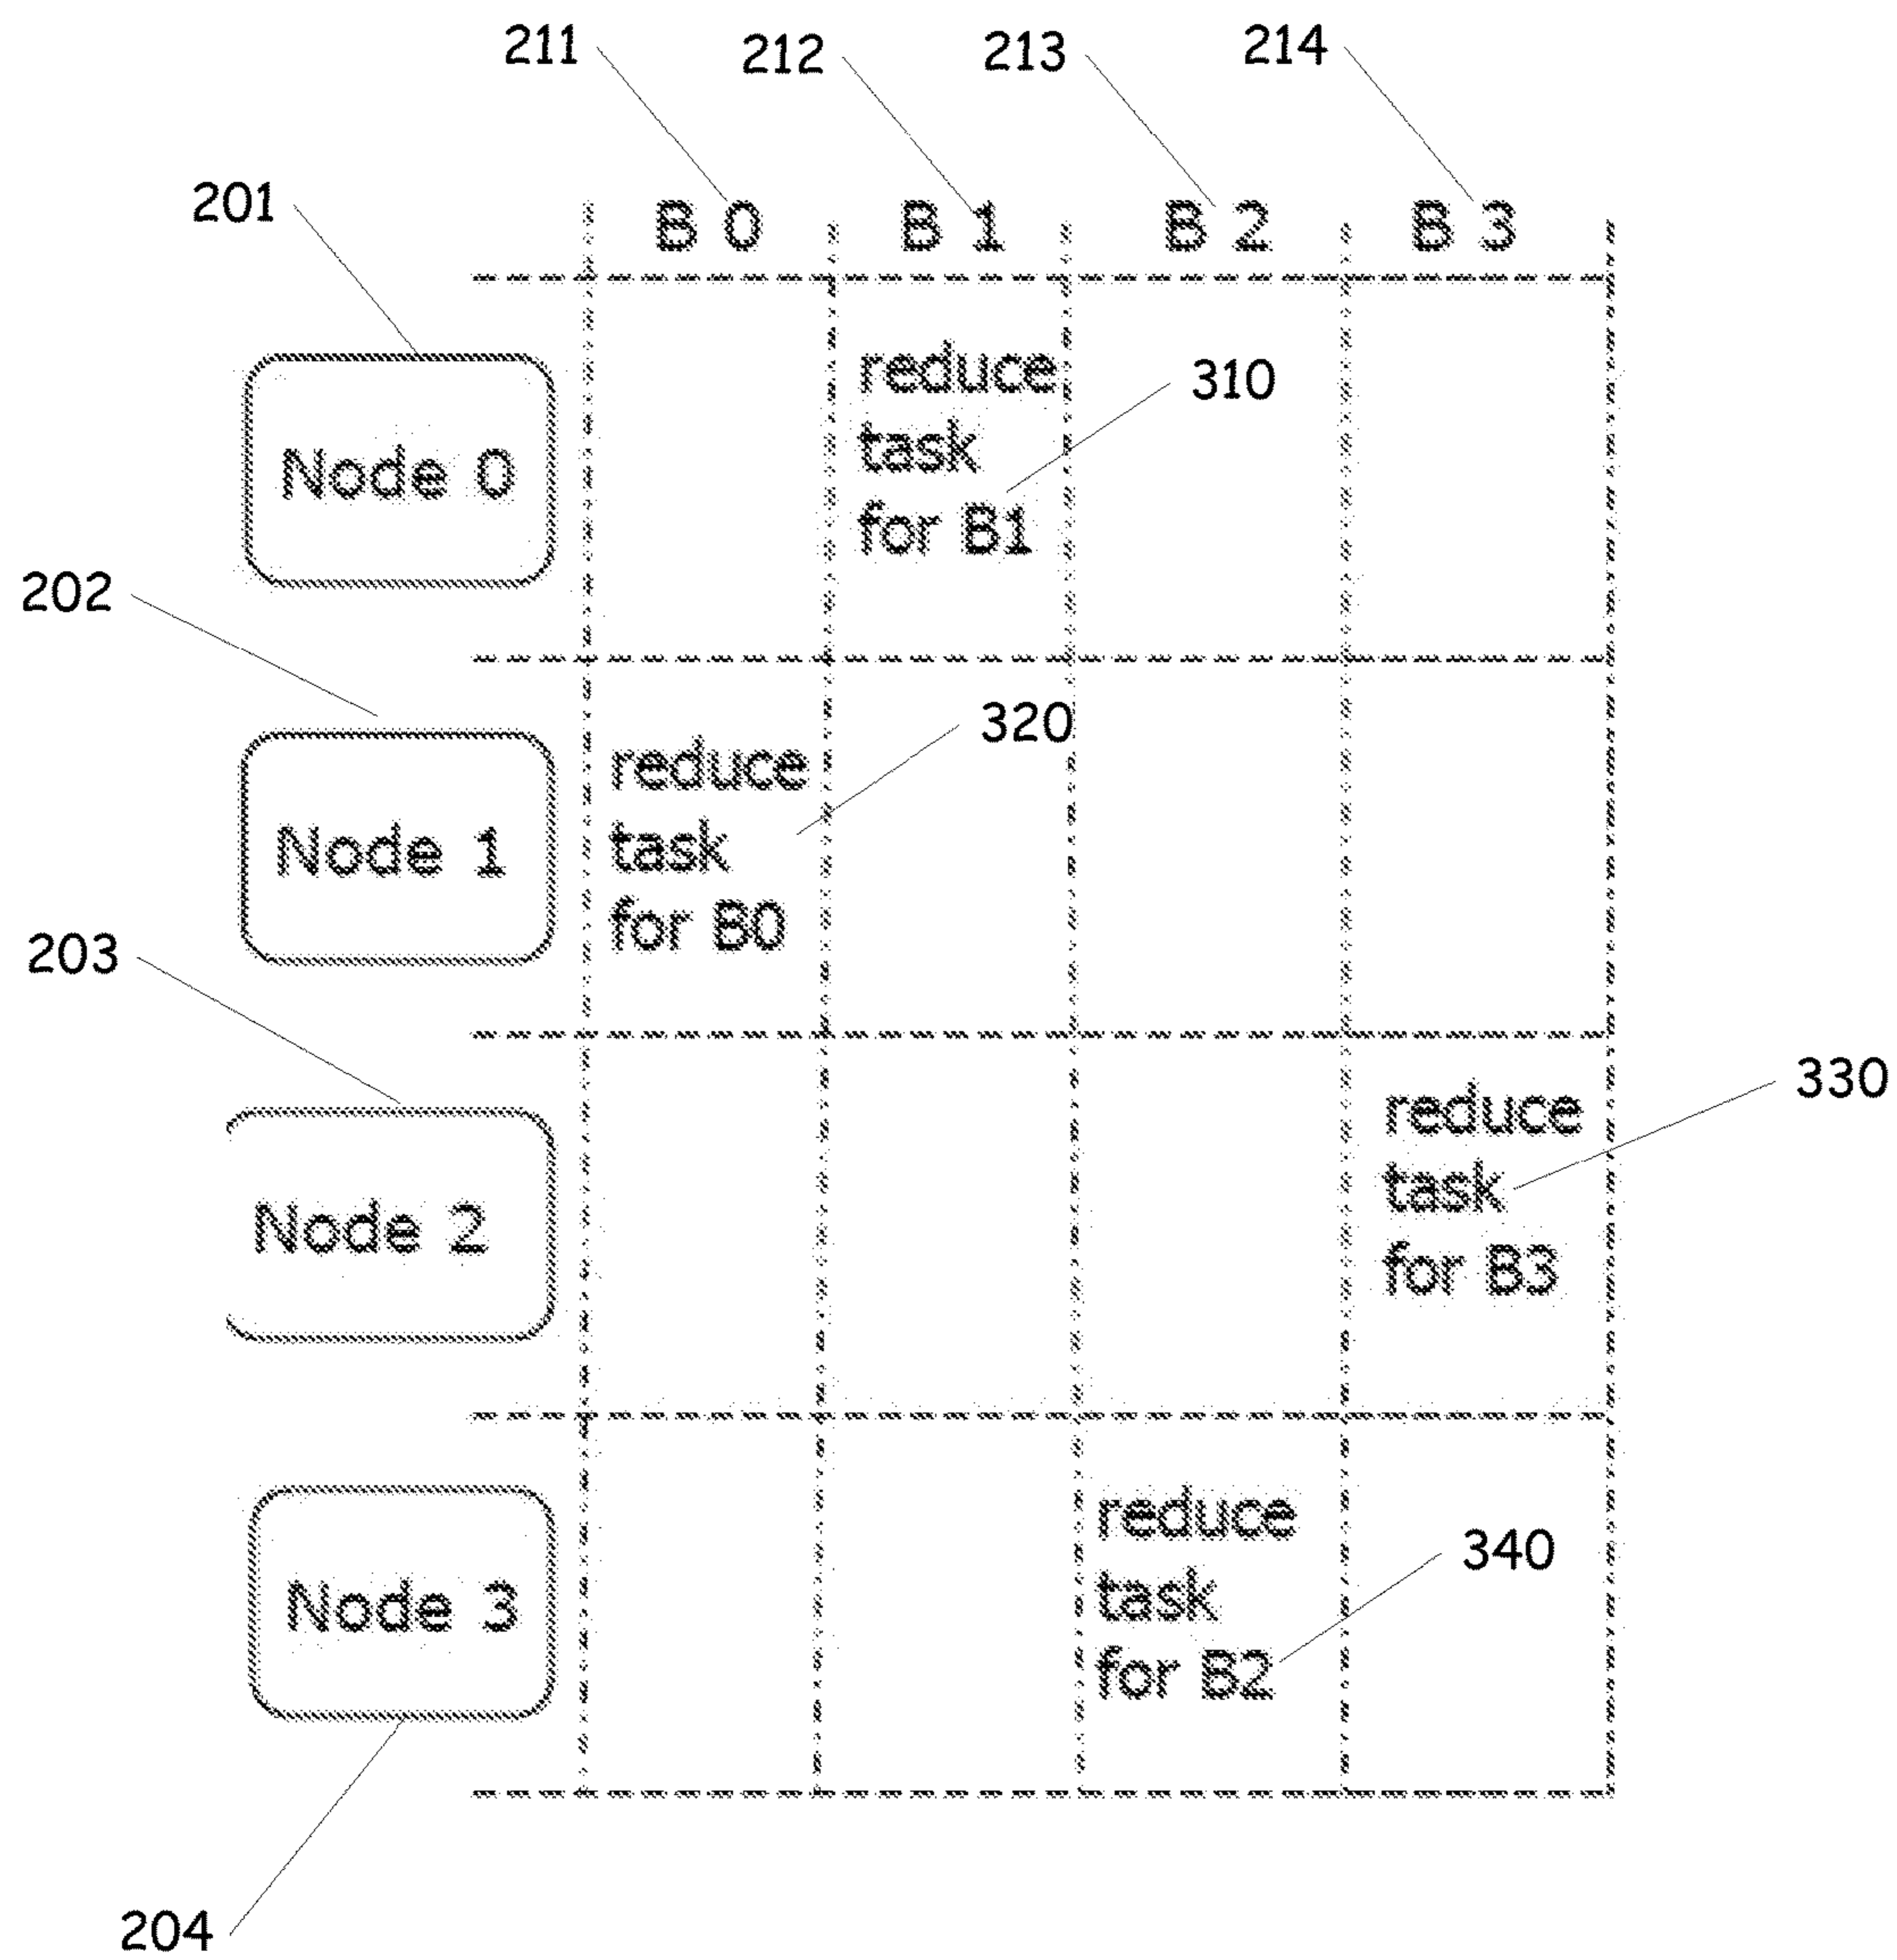 211
212
213
214
201
B 0
B 1
B 2
B 3
Node 0
reduce
task
for B1
310
202
Node 1
reduce
task
for B0
320
203
Node 2
reduce
task
for B3
330
Node 3
reduce
task
for B2
340
204